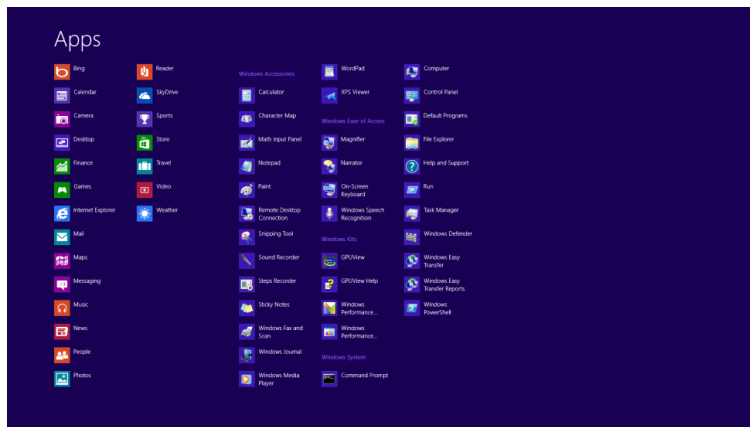 Apps
Bing
Calendar
Camera
Desktop
Finance
Games
Internet Explorer
Mail
Maps
Messaging
Music
News
People
Photos
Reader
SkyDrive
Sports
Store
Travel
Video
Weather
Windows Accessories
Calculator
Character Map
Math Input Panel
Notepad
Paint
Remote Desktop
Connection
Snipping Tool
Sound Recorder
Steps Recorder
Sticky Notes
Windows Fax and
Scan
Windows Journal
Windows Media
Player
WordPad
XPS Viewer
Windows Ease of Access
Magnifier
Narrator
On-Screen
Keyboard
Windows Speech
Recognition
Windows Kits
GPUView
GPUView Help
Windows
Performance...
Windows
Performance...
Windows System
Command Prompt
Computer
Control Panel
Default Programs
File Explorer
Help and Support
Run
Task Manager
Windows Defender
Windows Easy
Transfer
Windows Easy
Transfer Reports
Windows
PowerShell